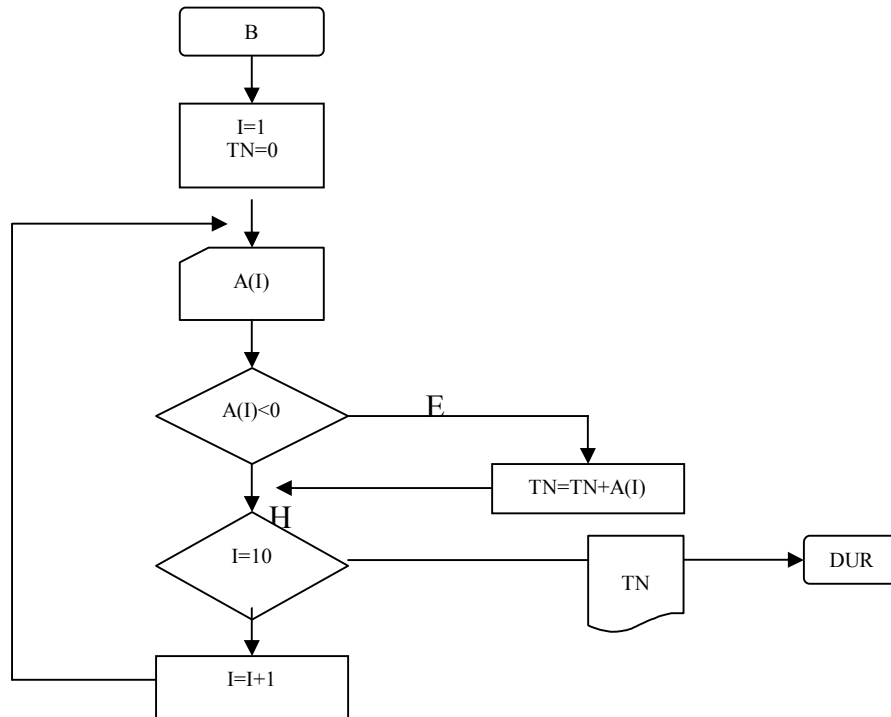 B
I=1
TN=0
A(I)
A(I)<0
E
TN=TN+A(I)
H
I=10
TN
DUR
I=I+1